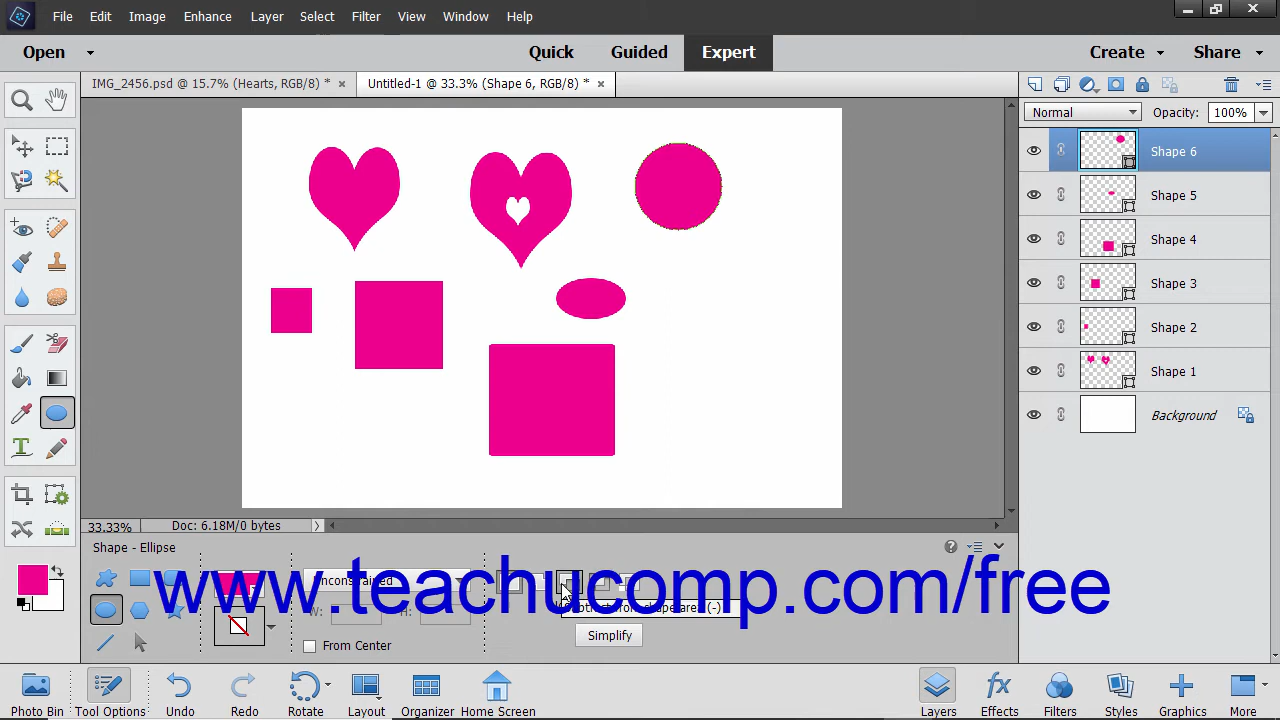 File Edit Image Enhance Layer Select Filter View Window Help
Open Quick Guided Expert Create Share
IMG_2456.psd @ 15.7% (Hearts, RGB/8) * × Untitled-1 @ 33.3% (Shape 6, RGB/8) * ×
Normal Opacity: 100%
Shape 6
Shape 5
Shape 4
Shape 3
Shape 2
Shape 1
Background
33.33% Doc: 6.18M/0 bytes
Shape - Ellipse
Unconstrained
www.teachucomp.com/free
W: H:
Subtract from shape area (-)
From Center
Simplify
Photo Bin Tool Options Undo Redo Rotate Layout Organizer Home Screen Layers Effects Filters Styles Graphics More